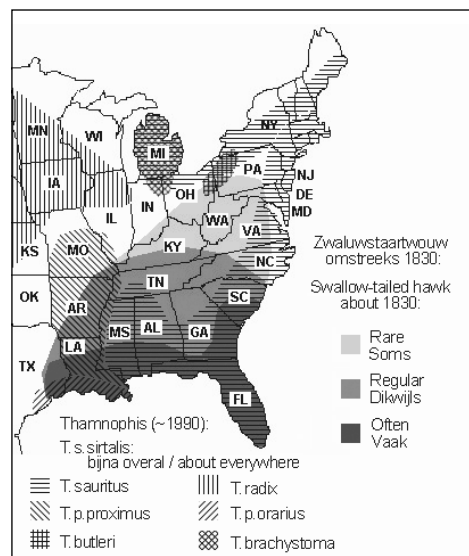 NY
MN
WI
MI
PA
NJ
IA
OH
DE
IN
MD
IL
WA
VA
KS
MO
KY
NC
TN
OK
AR
SC
MS
AL
GA
LA
TX
FL
Zwaluwstaartwouw
omstreeks 1830:
Swallow-tailed hawk
about 1830:
Rare
Soms
Regular
Dikwijls
Often
Vaak
Thamnophis (~1990):
T.s.sirtalis:
bijna overal / about everywhere
T.sauritus
T.radix
T.p.proximus
T.p.orarius
T.butleri
T.brachystoma